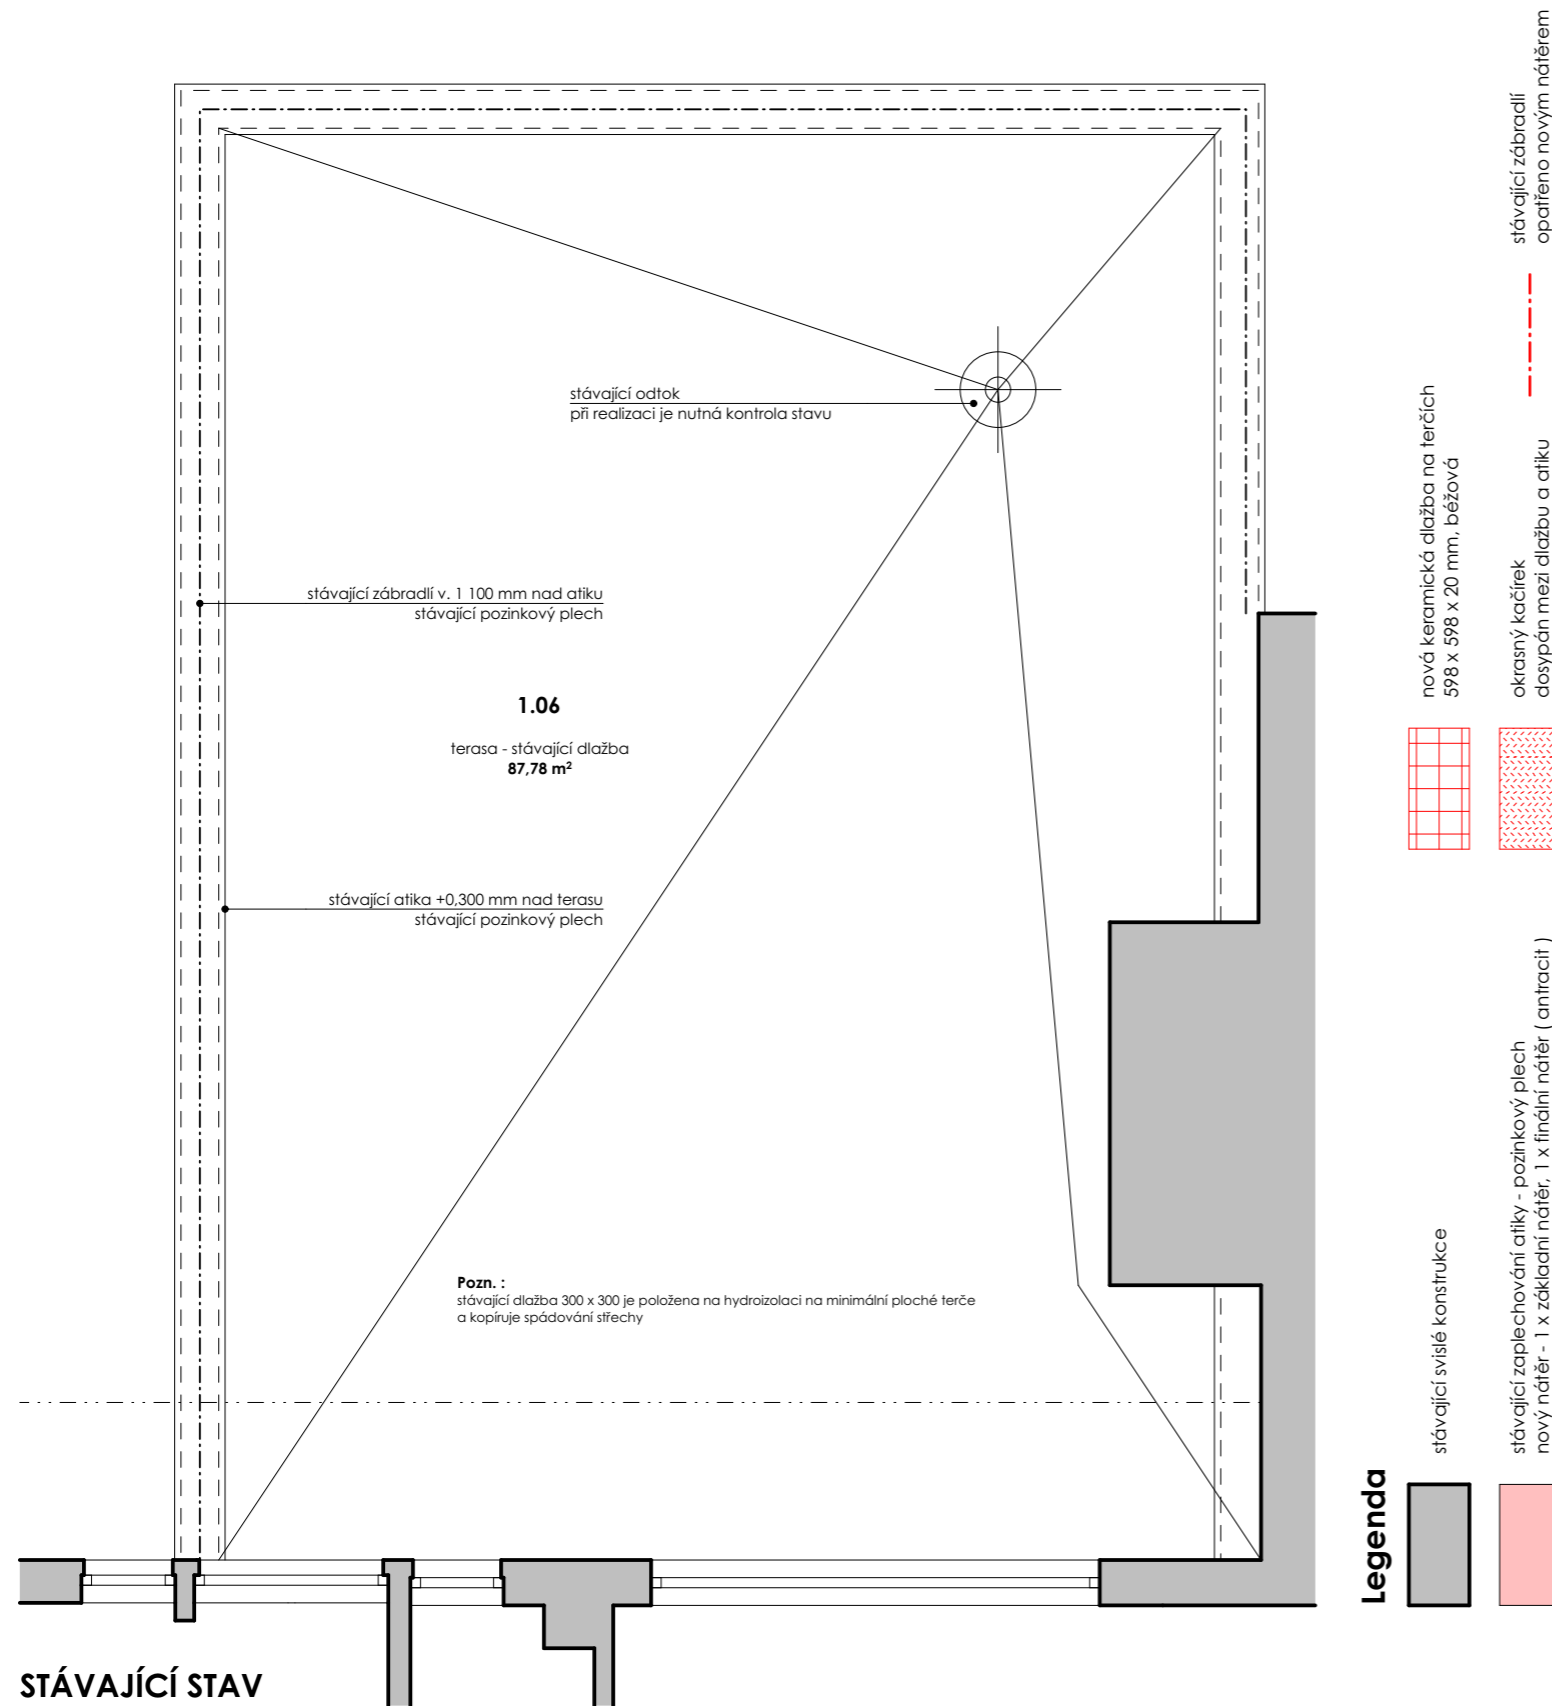 stávající odtok
při realizaci je nutná kontrola stavu
stávající zábradlí v. 1 100 mm nad atiku
stávající pozinkový plech
1.06
terasa - stávající dlažba
87,78 m²
stávající atika +0,300 mm nad terasu
stávající pozinkový plech
Pozn. :
stávající dlažba 300 x 300 je položena na hydroizolaci na minimální ploché terče
a kopíruje spádování střechy
STÁVAJÍCÍ STAV
Legenda
stávající svislé konstrukce
nová keramická dlažba na terčích
598 x 598 x 20 mm, béžová
stávající zaplechování atiky - pozinkový plech
nový nátěr - 1 x základní nátěr, 1 x finální nátěr ( antracit )
okrasný kačírek
dosypán mezi dlažbu a atiku
stávající zábradlí
opatřeno novým nátěrem